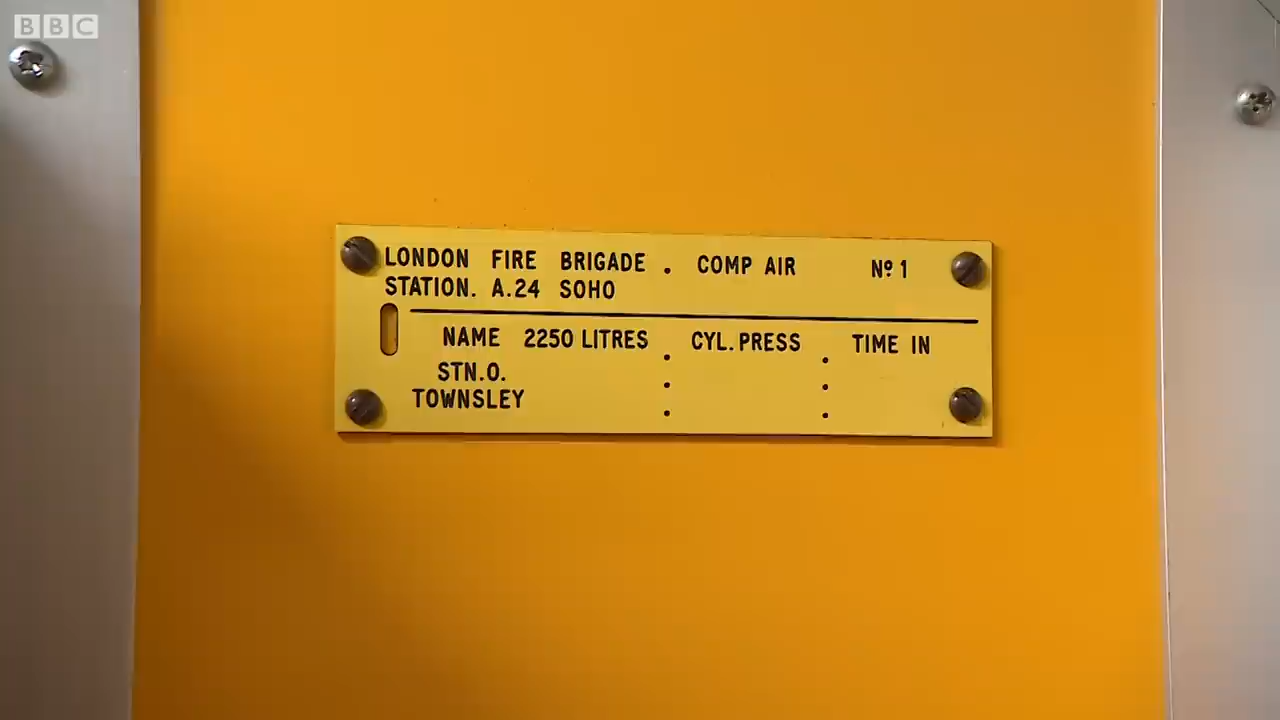 BBC
LONDON FIRE BRIGADE . COMP AIR Nº 1
STATION. A.24 SOHO
NAME 2250 LITRES . CYL. PRESS . TIME IN
STN.O. . .
TOWNSLEY . .